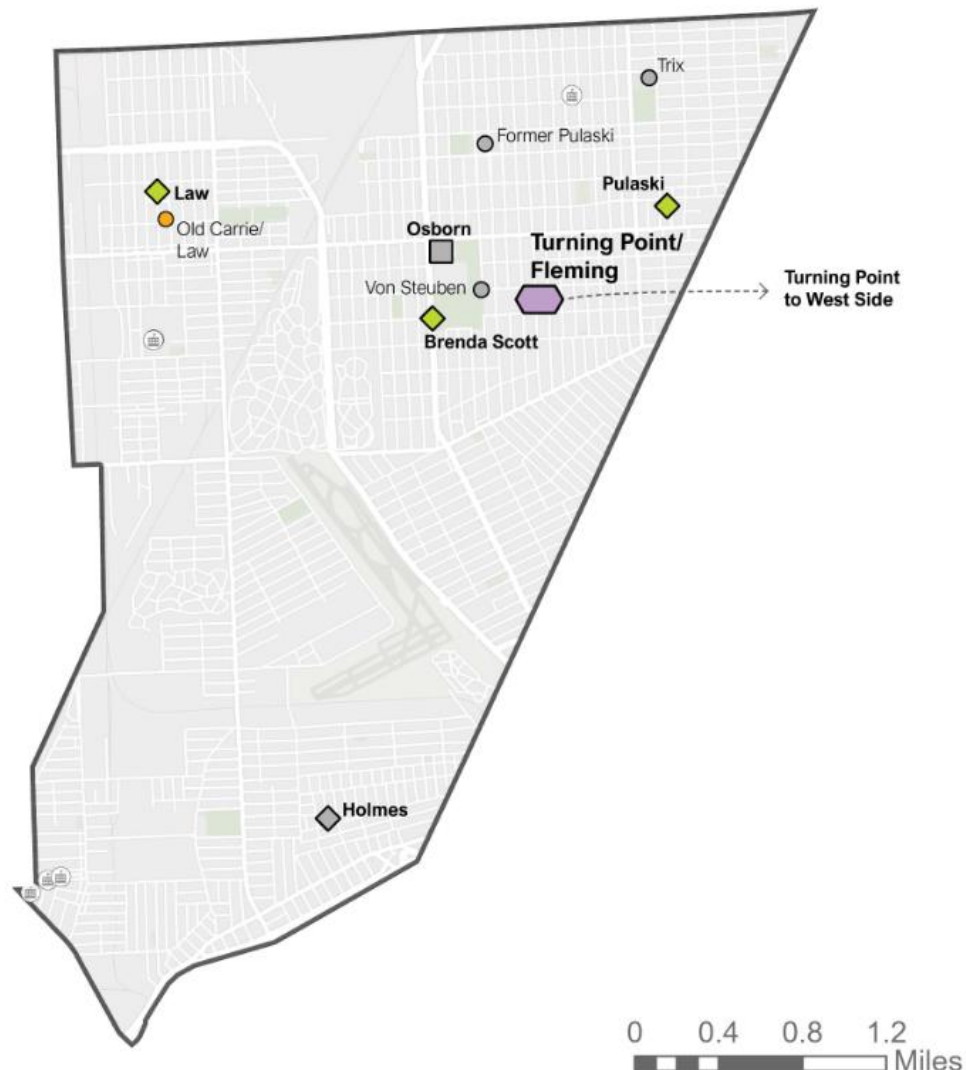 Trix
Former Pulaski
Law
Pulaski
Old Carrie/
Law
Osborn
Turning Point/
Fleming
Von Steuben
Turning Point
to West Side
Brenda Scott
Holmes
0 0.4 0.8 1.2
Miles